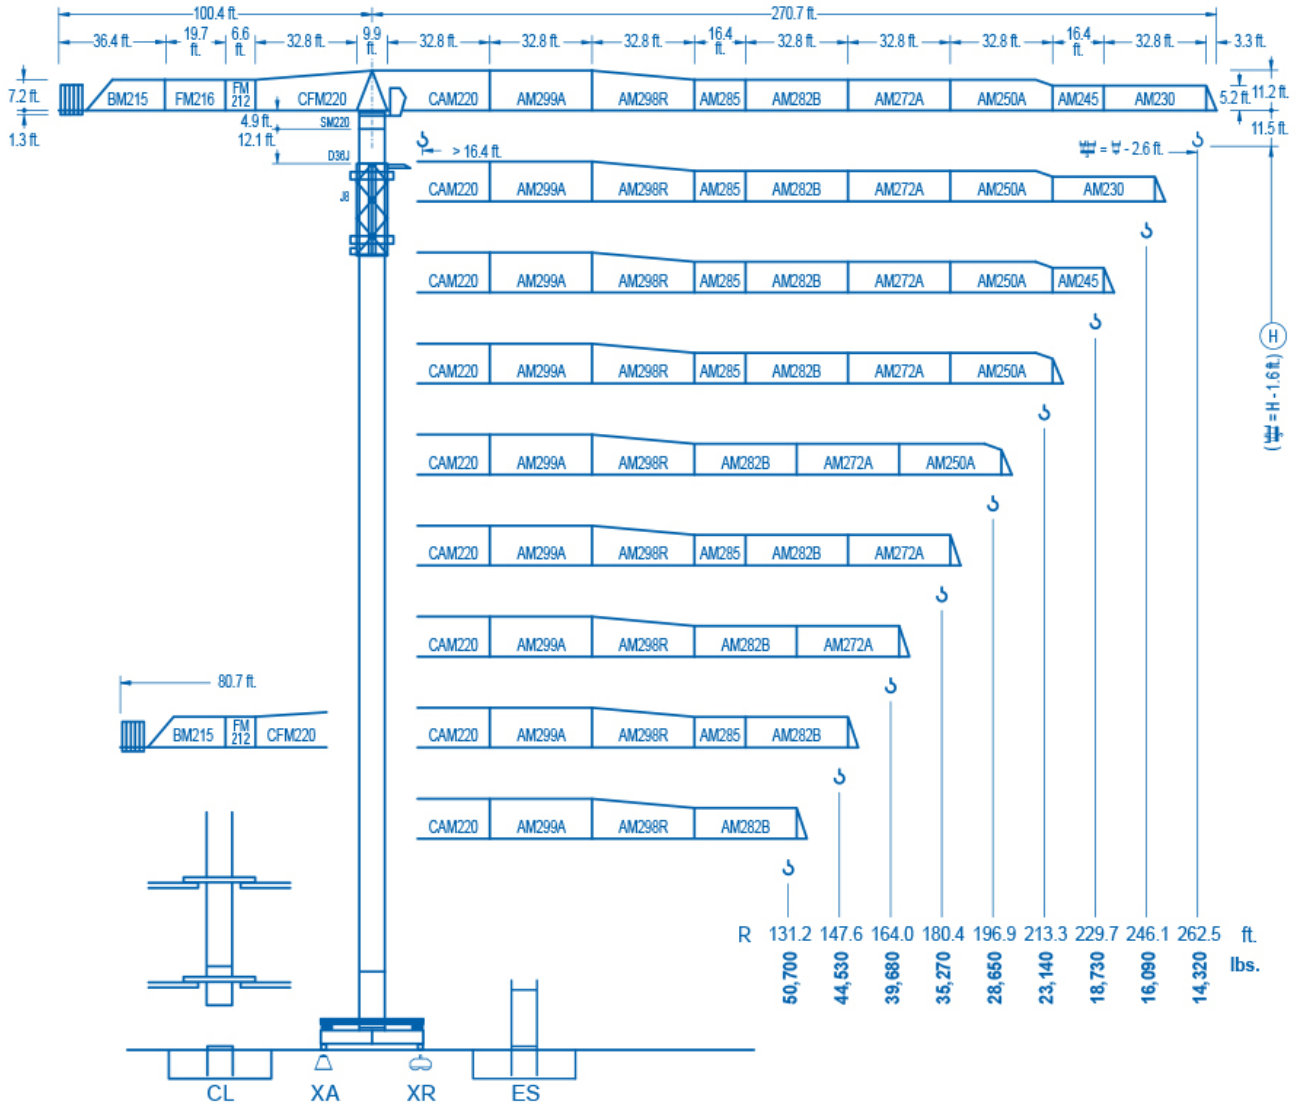 100.4 ft. 270.7 ft.
36.4 ft. 19.7 ft. 6.6 ft. 32.8 ft. 9.9 ft. 32.8 ft. 32.8 ft. 32.8 ft. 16.4 ft. 32.8 ft. 32.8 ft. 32.8 ft. 16.4 ft. 32.8 ft. 3.3 ft.
7.2 ft. BM215 FM216 FM 212 CFM220 CAM220 AM299A AM298R AM285 AM282B AM272A AM250A AM245 AM230 5.2 ft. 11.2 ft.
1.3 ft. 4.9 ft. SM220 11.5 ft.
12.1 ft. > 16.4 ft. = - 2.6 ft.
D36J
J8 CAM220 AM299A AM298R AM285 AM282B AM272A AM250A AM230
CAM220 AM299A AM298R AM285 AM282B AM272A AM250A AM245
H
( = H - 1.6 ft.)
CAM220 AM299A AM298R AM285 AM282B AM272A AM250A
CAM220 AM299A AM298R AM282B AM272A AM250A
CAM220 AM299A AM298R AM285 AM282B AM272A
CAM220 AM299A AM298R AM282B AM272A
80.7 ft.
BM215 FM 212 CFM220 CAM220 AM299A AM298R AM285 AM282B
CAM220 AM299A AM298R AM282B
R 131.2 147.6 164.0 180.4 196.9 213.3 229.7 246.1 262.5 ft.
50,700 44,530 39,680 35,270 28,650 23,140 18,730 16,090 14,320 lbs.
CL XA XR ES